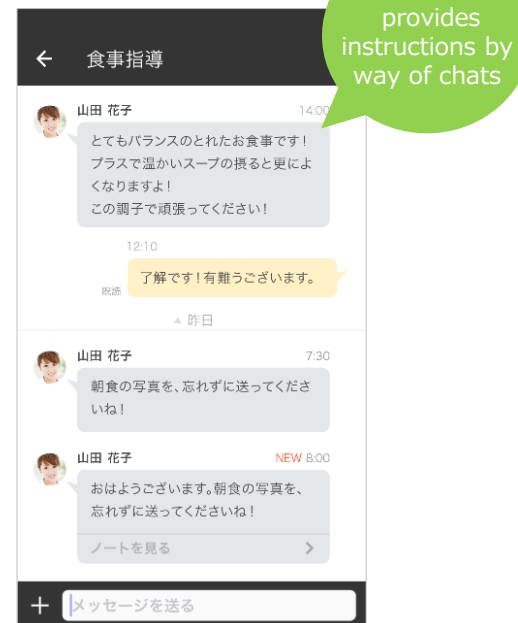 provides
instructions by
way of chats
食事指導
山田 花子 14:00
とてもバランスのとれたお食事です！
プラスで温かいスープの摂ると更によ
くなりますよ！
この調子で頑張ってください！
12:10
了解です！有難うございます。
既読
昨日
山田 花子 7:30
朝食の写真を、忘れずに送ってくださ
いね！
山田 花子 NEW 8:00
おはようございます。朝食の写真を、
忘れずに送ってくださいね！
ノートを見る
メッセージを送る